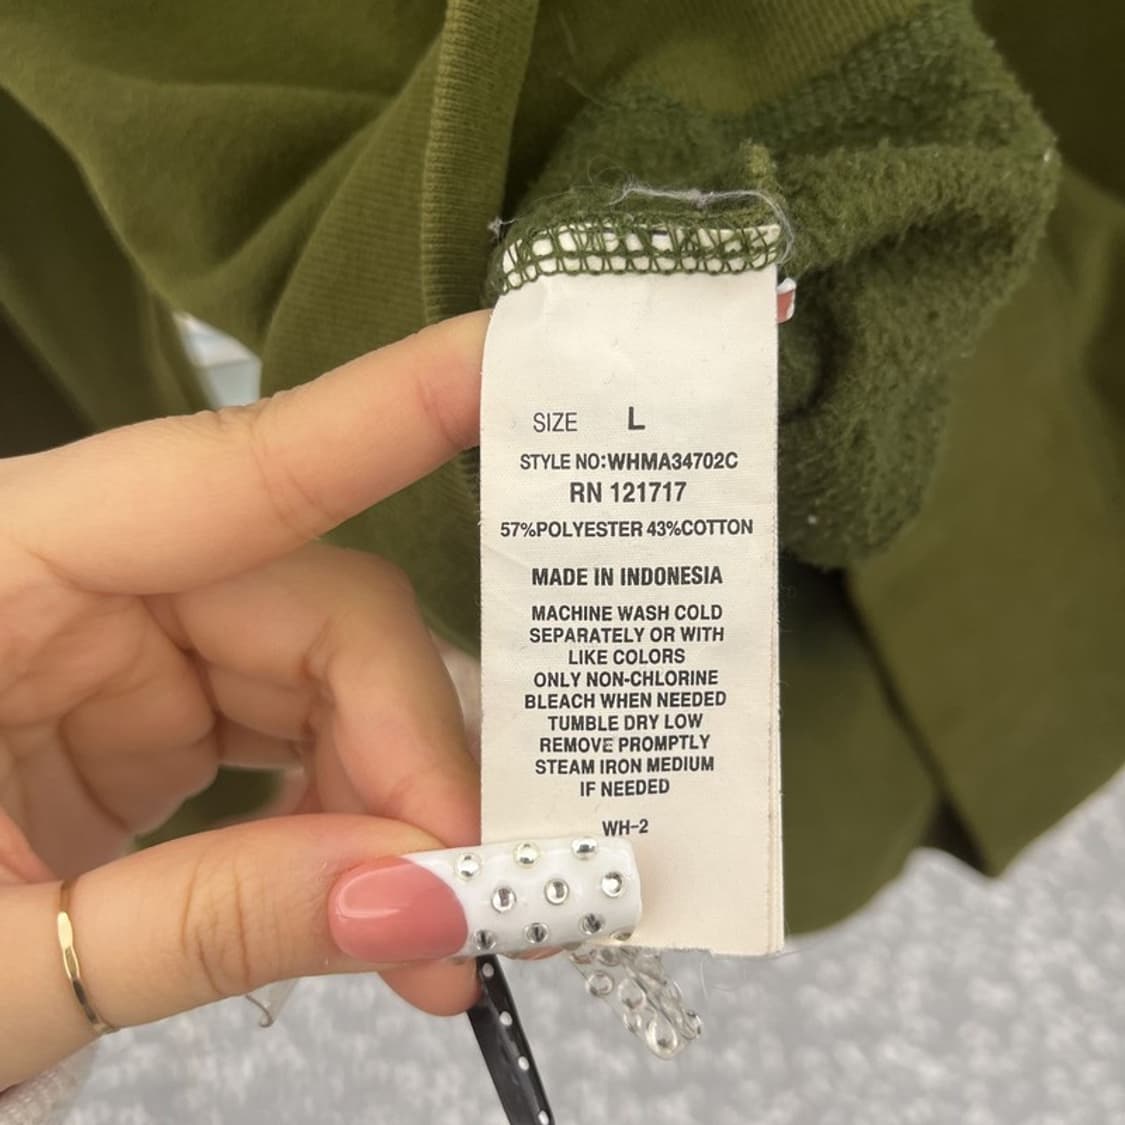 SIZE L
STYLE NO:WHMA34702C
RN 121717
57%POLYESTER 43%COTTON
MADE IN INDONESIA
MACHINE WASH COLD
SEPARATELY OR WITH
LIKE COLORS
ONLY NON-CHLORINE
BLEACH WHEN NEEDED
TUMBLE DRY LOW
REMOVE PROMPTLY
STEAM IRON MEDIUM
IF NEEDED
WH-2